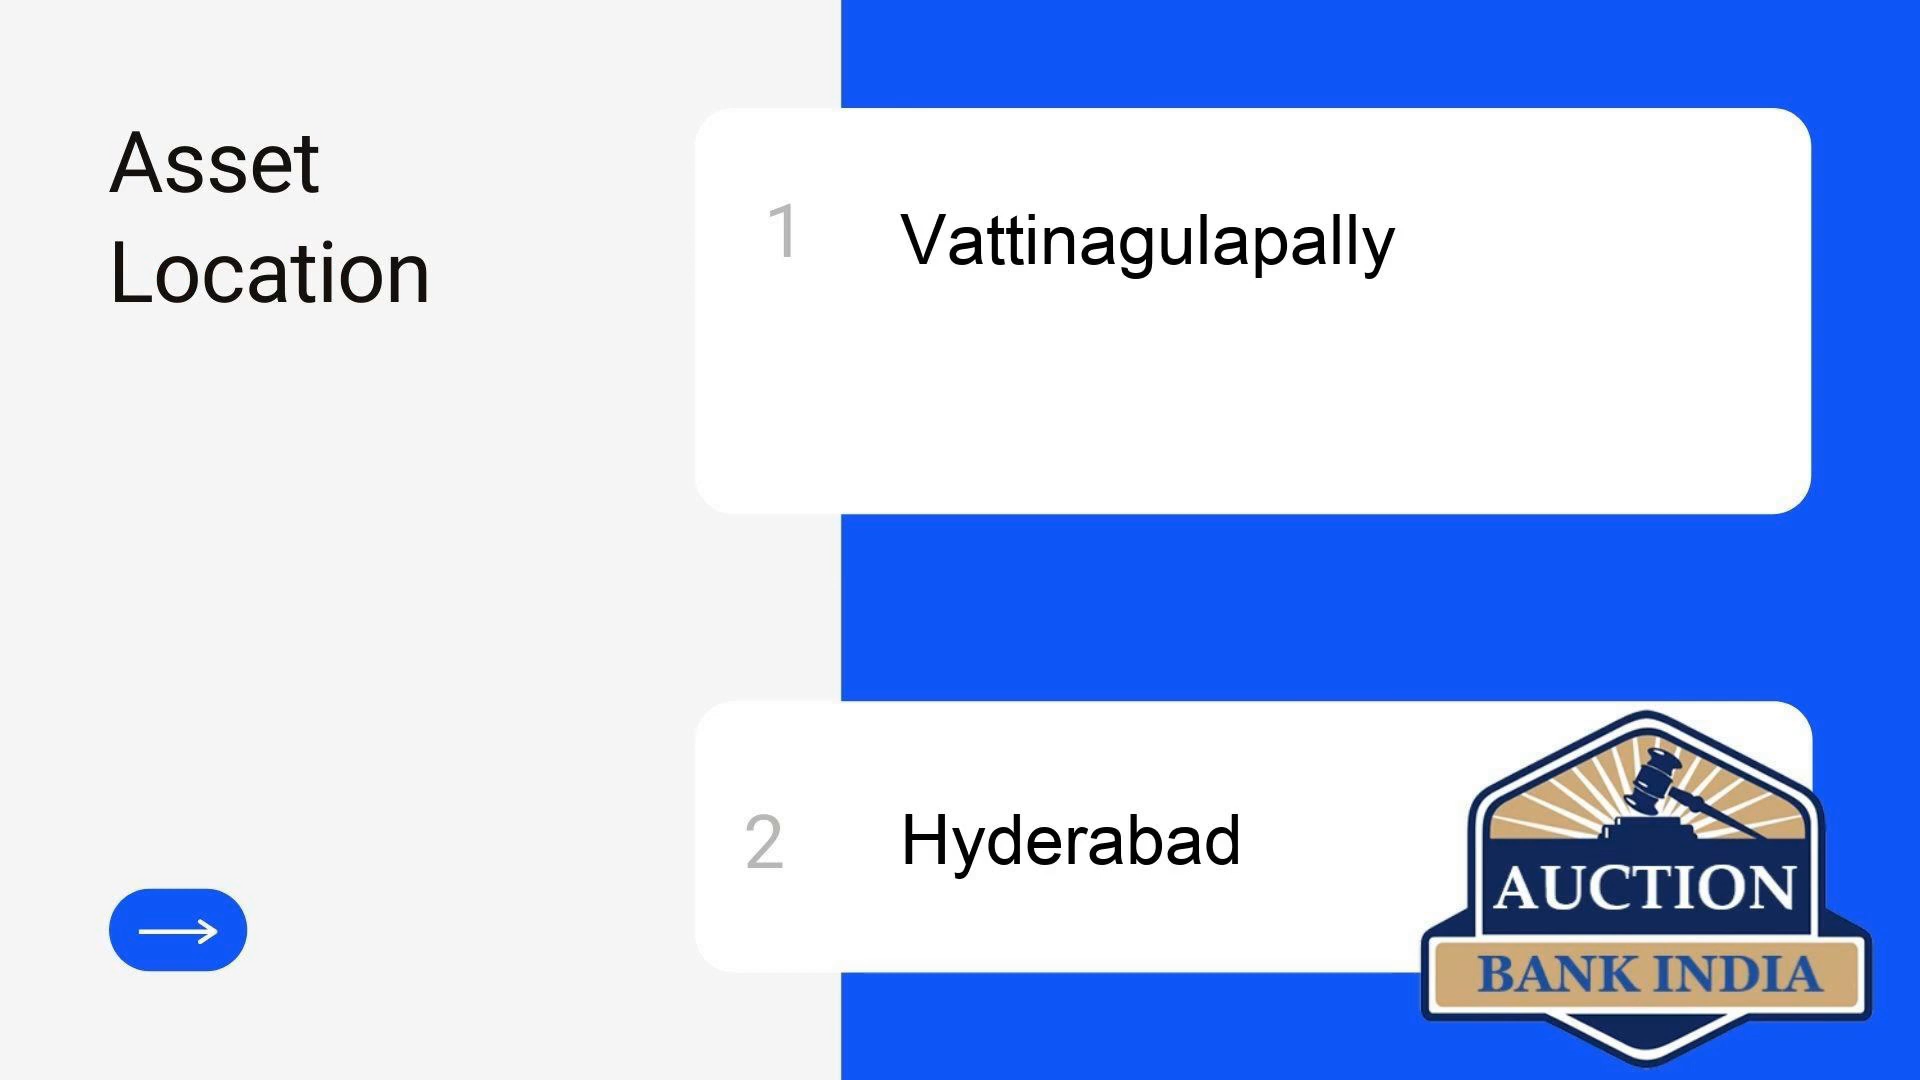 Asset
Location
1
Vattinagulapally
2
Hyderabad
AUCTION
BANK INDIA